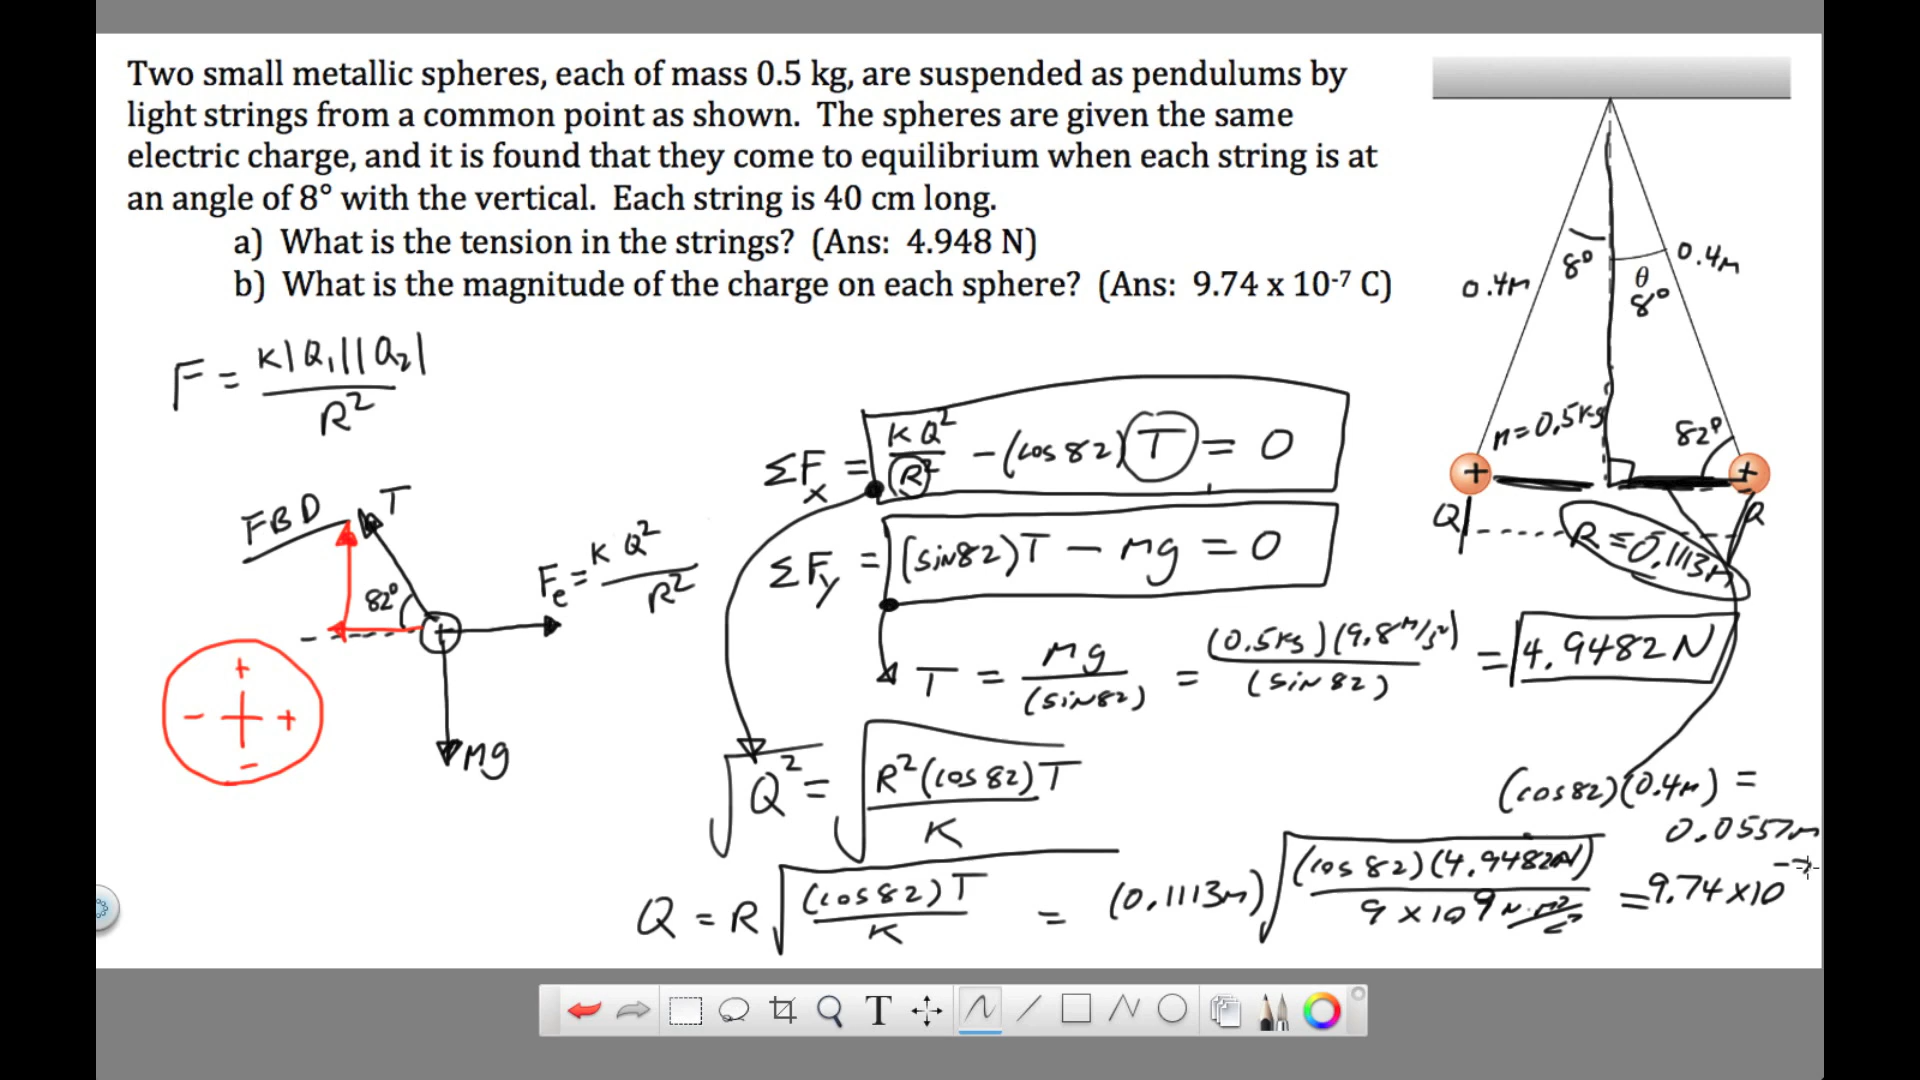 Two small metallic spheres, each of mass 0.5 kg, are suspended as pendulums by
light strings from a common point as shown. The spheres are given the same
electric charge, and it is found that they come to equilibrium when each string is at
an angle of 8° with the vertical. Each string is 40 cm long.
a) What is the tension in the strings? (Ans: 4.948 N)
b) What is the magnitude of the charge on each sphere? (Ans: 9.74 x 10⁻⁷ C)
0.4m
8°
θ
8°
0.4m
m=0.5kg
82°
+
+
Q
Q
R=0.1113m
F = K|Q₁||Q₂| / R²
FBD
T
82°
+
Fe = KQ² / R²
mg
+
- +
-
ΣFx = KQ²/R² - (cos82)T = 0
ΣFy = (sin82)T - mg = 0
T = mg/(sin82) = (0.5kg)(9.8m/s²)/(sin82) = 4.9482N
√Q² = √(R²(cos82)T/K)
(cos82)(0.4m) =
0.0557m
Q = R√((cos82)T/K) = (0.1113m)√((cos82)(4.9482N)/(9x10⁹ N·m²/C²)) = 9.74x10⁻⁷
T